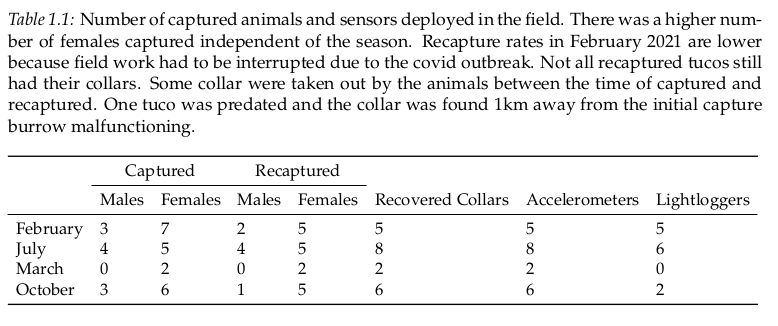 Table 1.1: Number of captured animals and sensors deployed in the field. There was a higher num-
ber of females captured independent of the season. Recapture rates in February 2021 are lower
because field work had to be interrupted due to the covid outbreak. Not all recaptured tucos still
had their collars. Some collar were taken out by the animals between the time of captured and
recaptured. One tuco was predated and the collar was found 1km away from the initial capture
burrow malfunctioning.
Captured Recaptured
Males Females Males Females Recovered Collars Accelerometers Lightloggers
February 3 7 2 5 5 5 5
July 4 5 4 5 8 8 6
March 0 2 0 2 2 2 0
October 3 6 1 5 6 6 2